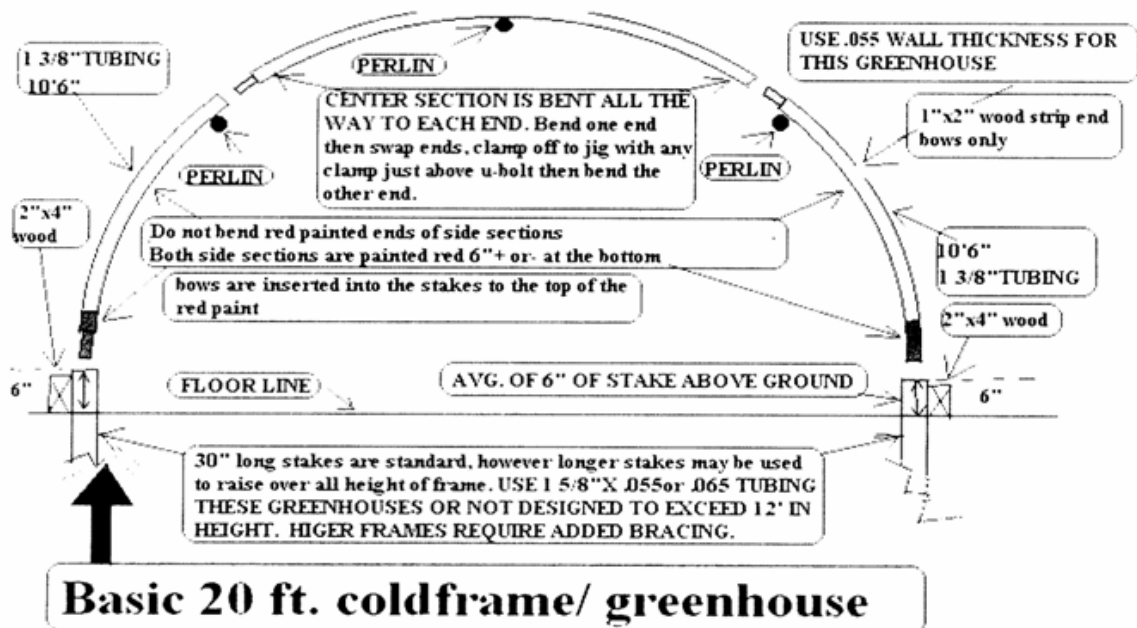 1 3/8"TUBING
10'6"
PERLIN
USE .055 WALL THICKNESS FOR
THIS GREENHOUSE
CENTER SECTION IS BENT ALL THE
WAY TO EACH END. Bend one end
then swap ends, clamp off to jig with any
clamp just above u-bolt then bend the
other end.
1"x2" wood strip end
bows only
PERLIN
PERLIN
2"x4"
wood
Do not bend red painted ends of side sections
Both side sections are painted red 6"+ or- at the bottom
10'6"
1 3/8"TUBING
bows are inserted into the stakes to the top of the
red paint
2"x4" wood
6"
FLOOR LINE
AVG. OF 6" OF STAKE ABOVE GROUND
6"
30" long stakes are standard, however longer stakes may be used
to raise over all height of frame. USE 1 5/8"X .055or .065 TUBING
THESE GREENHOUSES OR NOT DESIGNED TO EXCEED 12' IN
HEIGHT. HIGER FRAMES REQUIRE ADDED BRACING.
Basic 20 ft. coldframe/ greenhouse